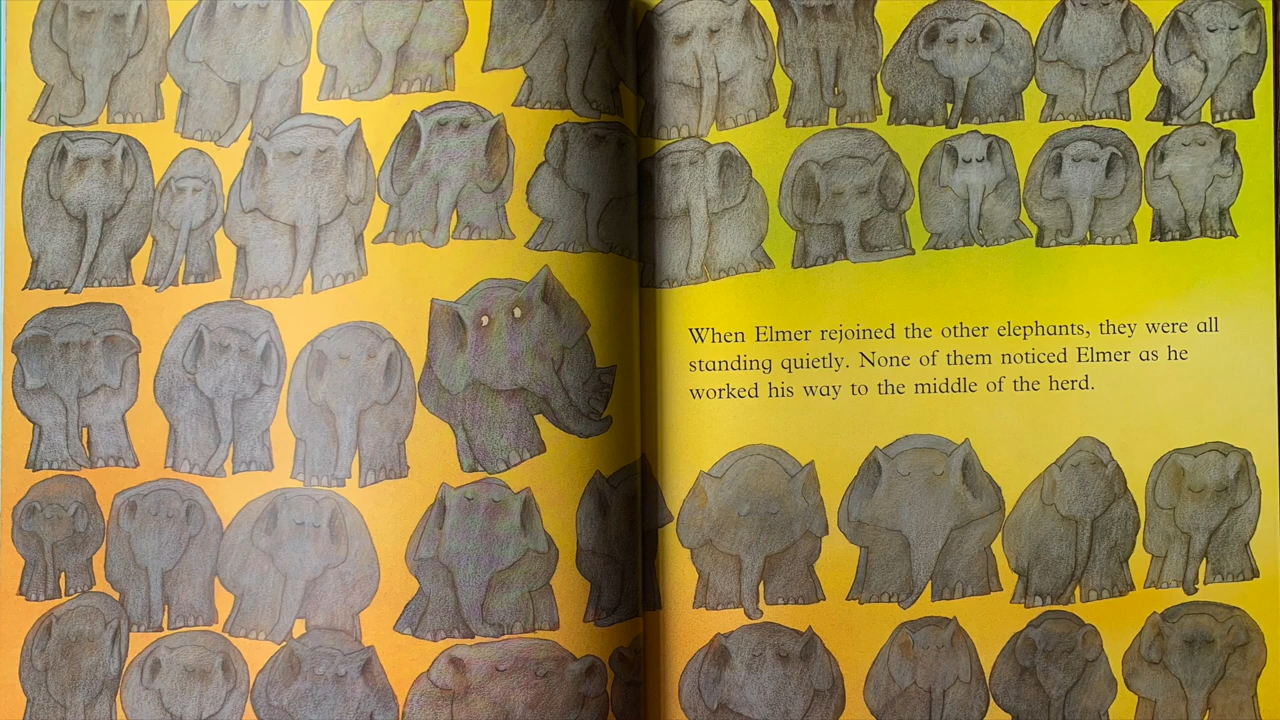 When Elmer rejoined the other elephants, they were all
standing quietly. None of them noticed Elmer as he
worked his way to the middle of the herd.